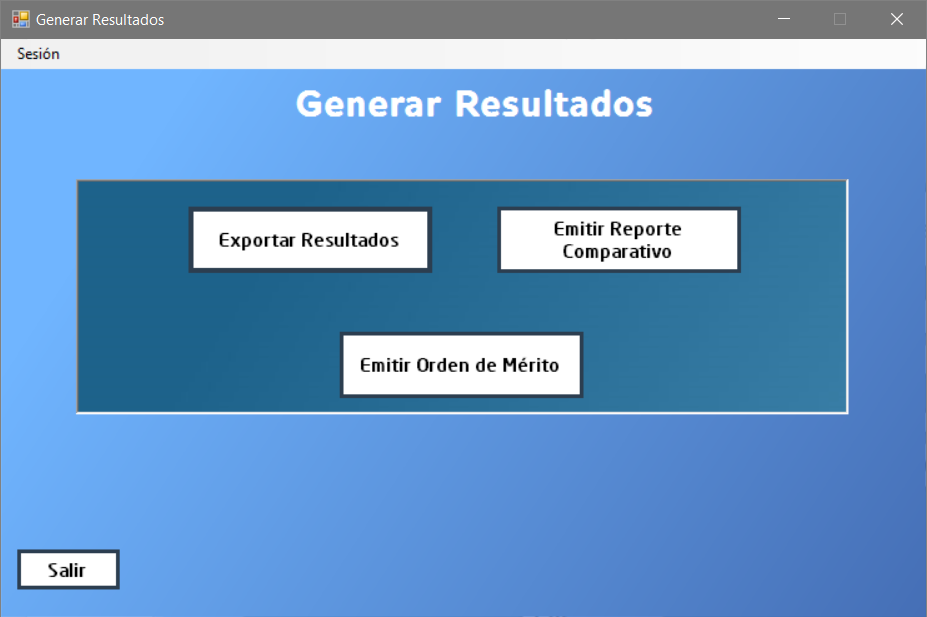 Generar Resultados
Sesión
Generar Resultados
Exportar Resultados
Emitir Reporte
Comparativo
Emitir Orden de Mérito
Salir